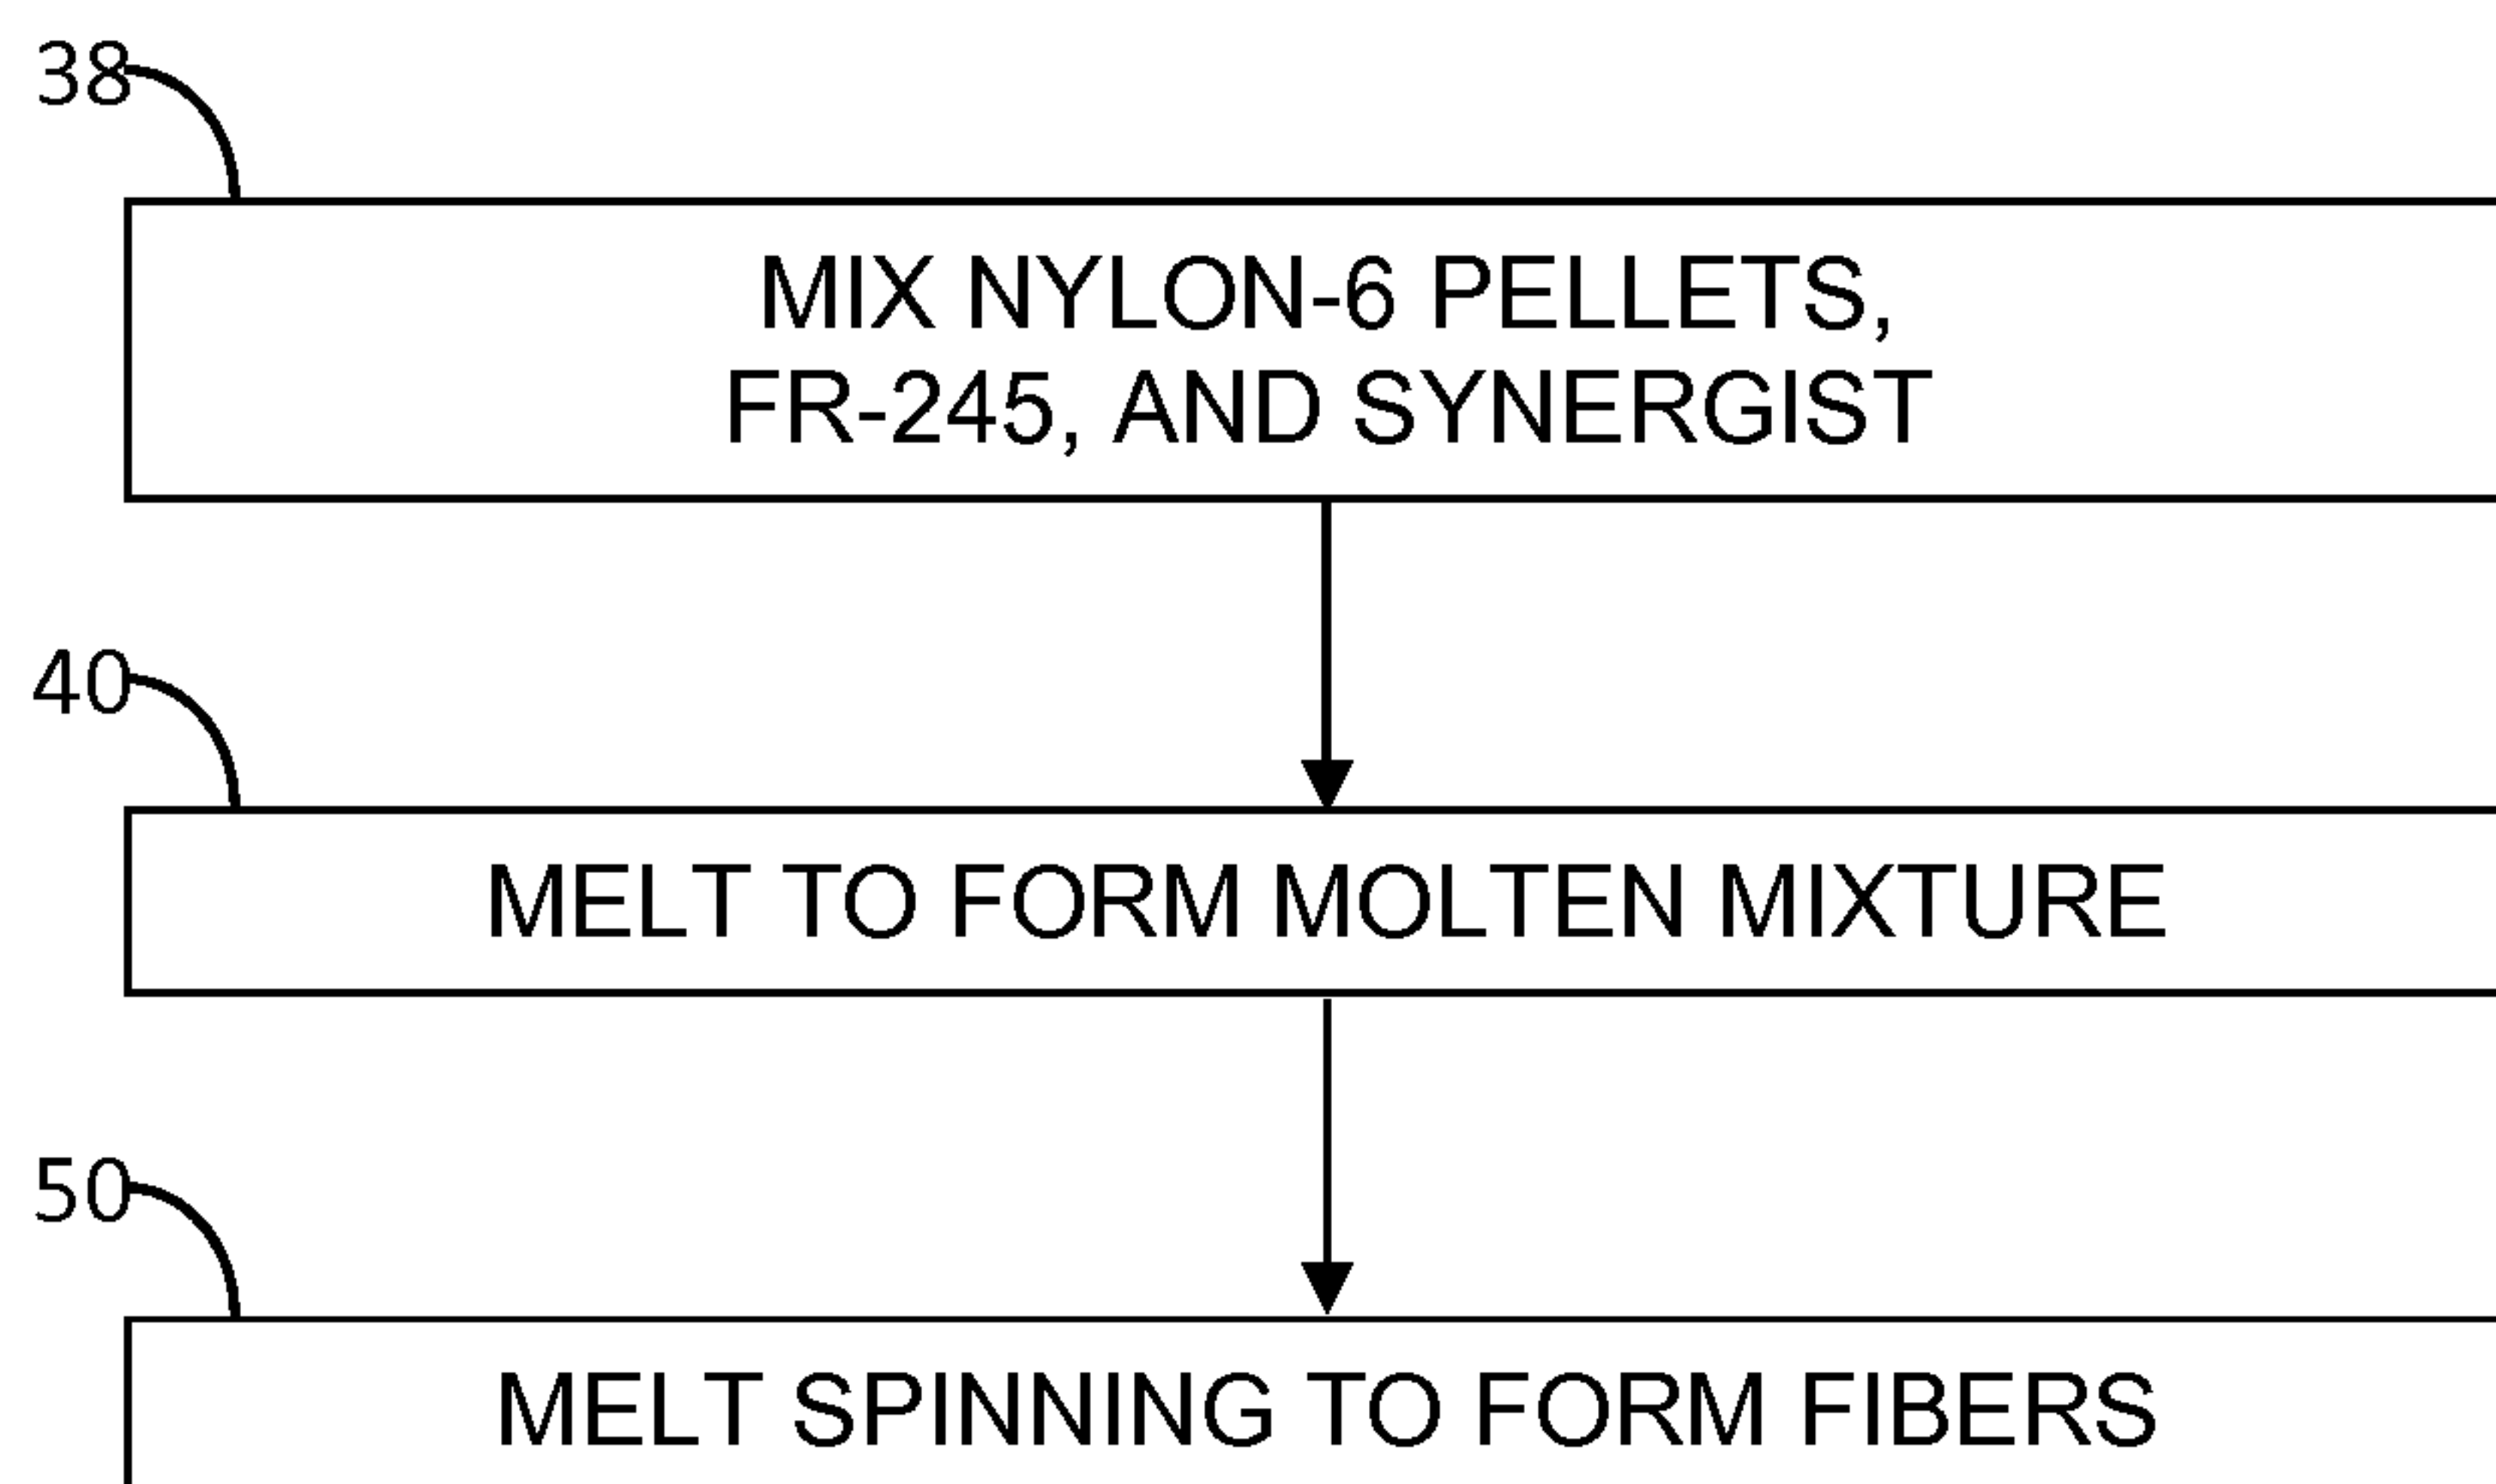 38
MIX NYLON-6 PELLETS,
FR-245, AND SYNERGIST
40
MELT TO FORM MOLTEN MIXTURE
50
MELT SPINNING TO FORM FIBERS